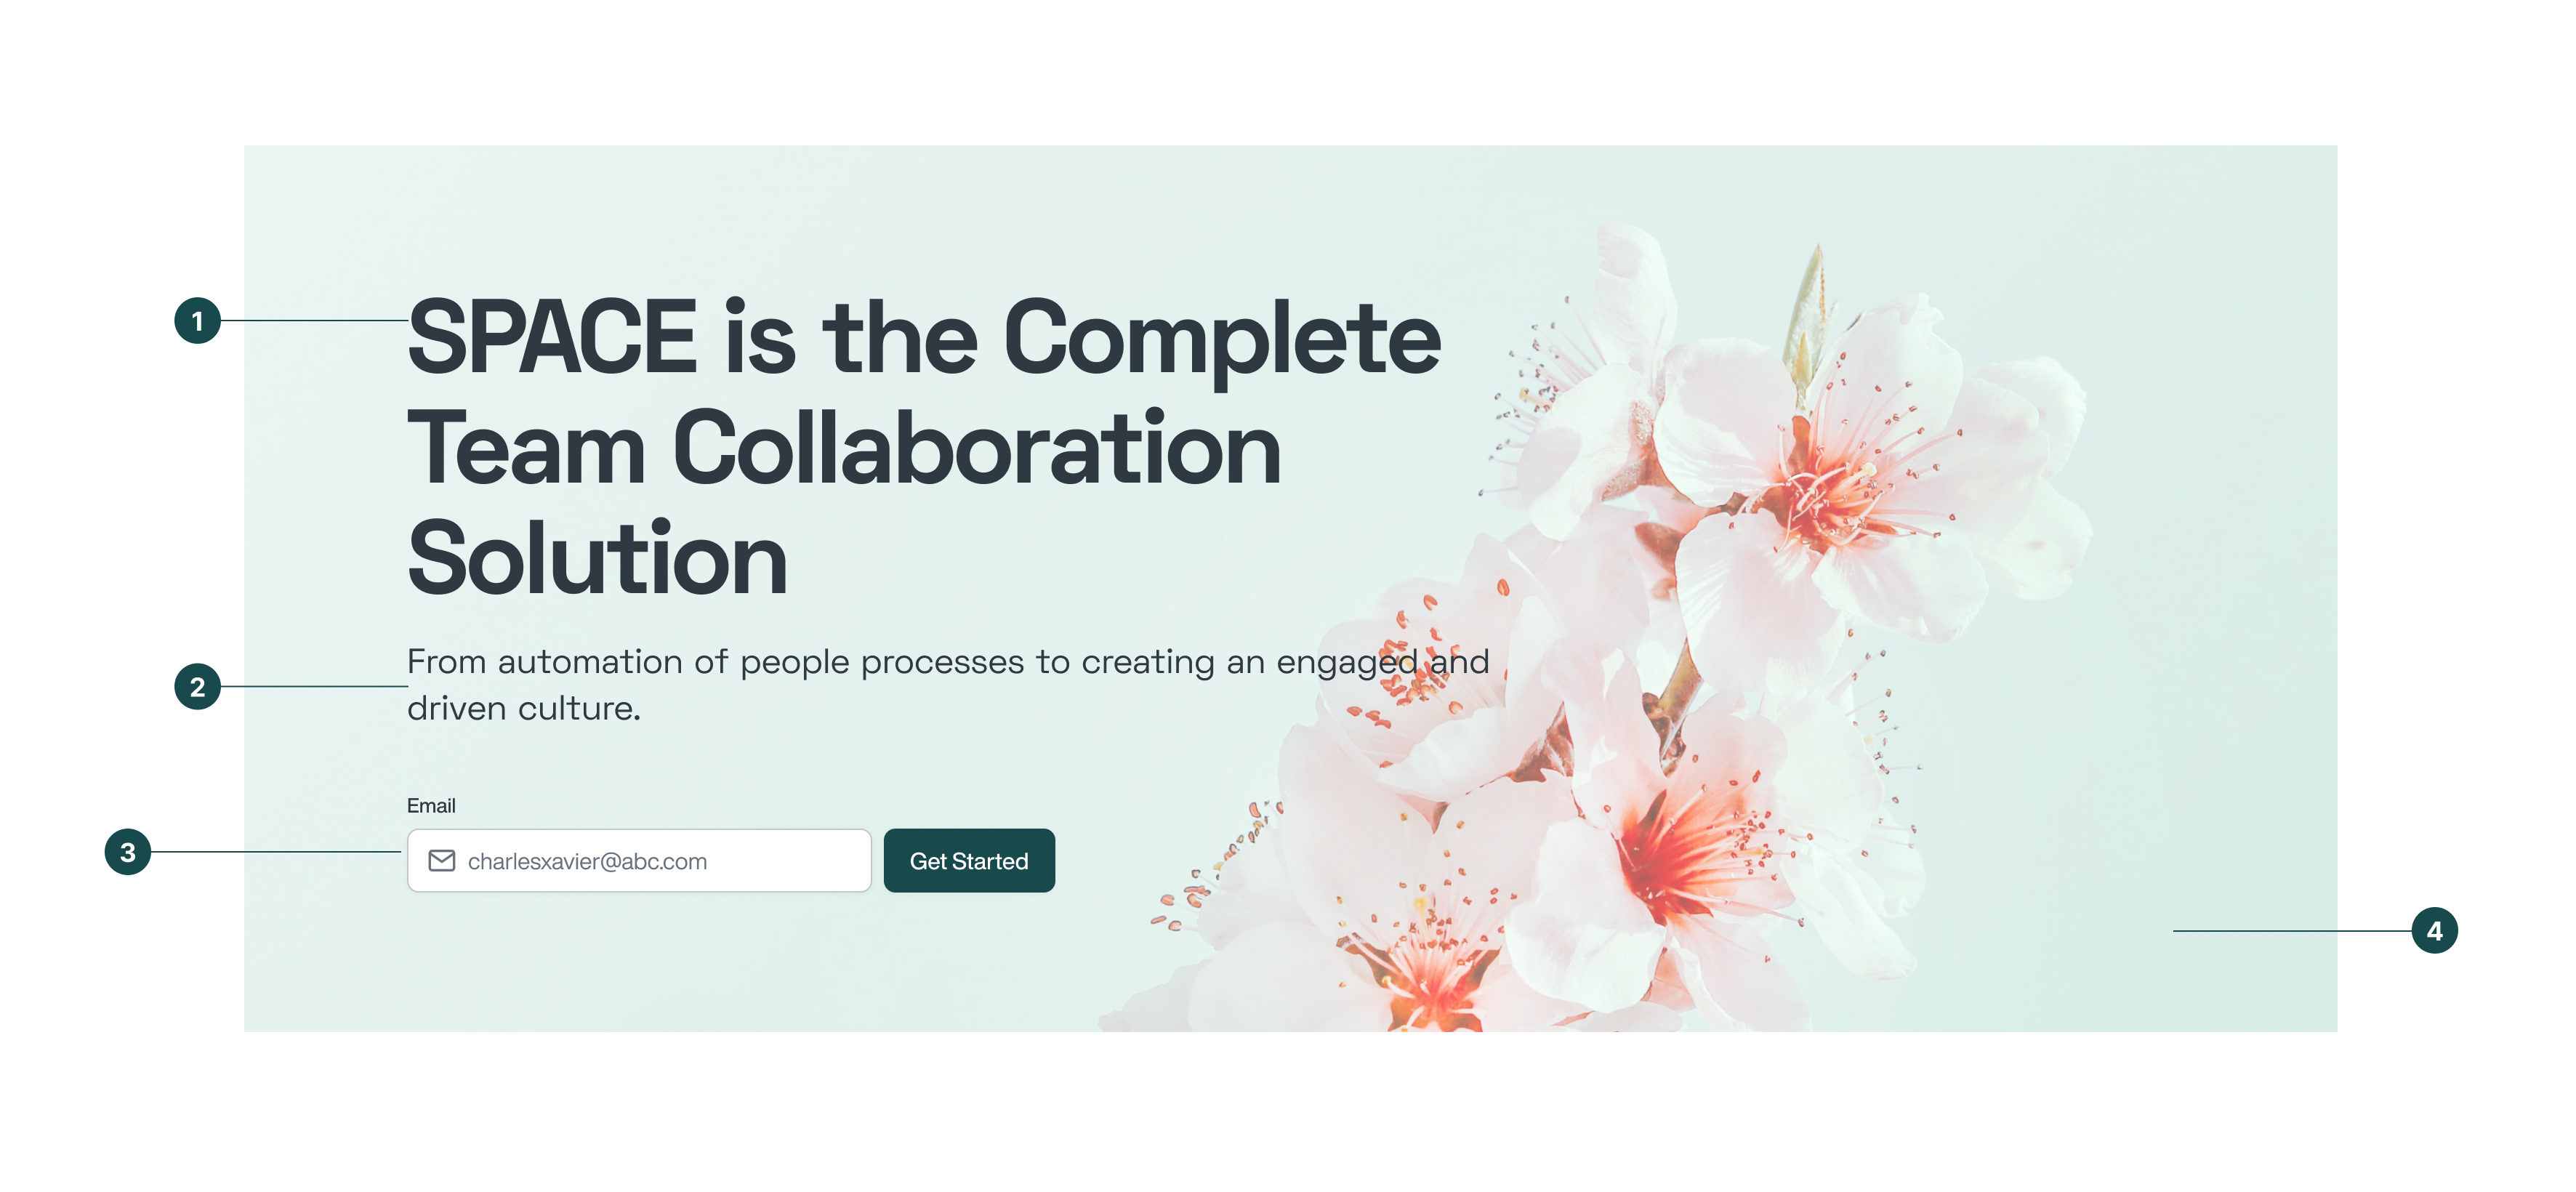 1
SPACE is the Complete
Team Collaboration
Solution
2
From automation of people processes to creating an engaged and
driven culture.
Email
3
charlesxavier@abc.com
Get Started
4